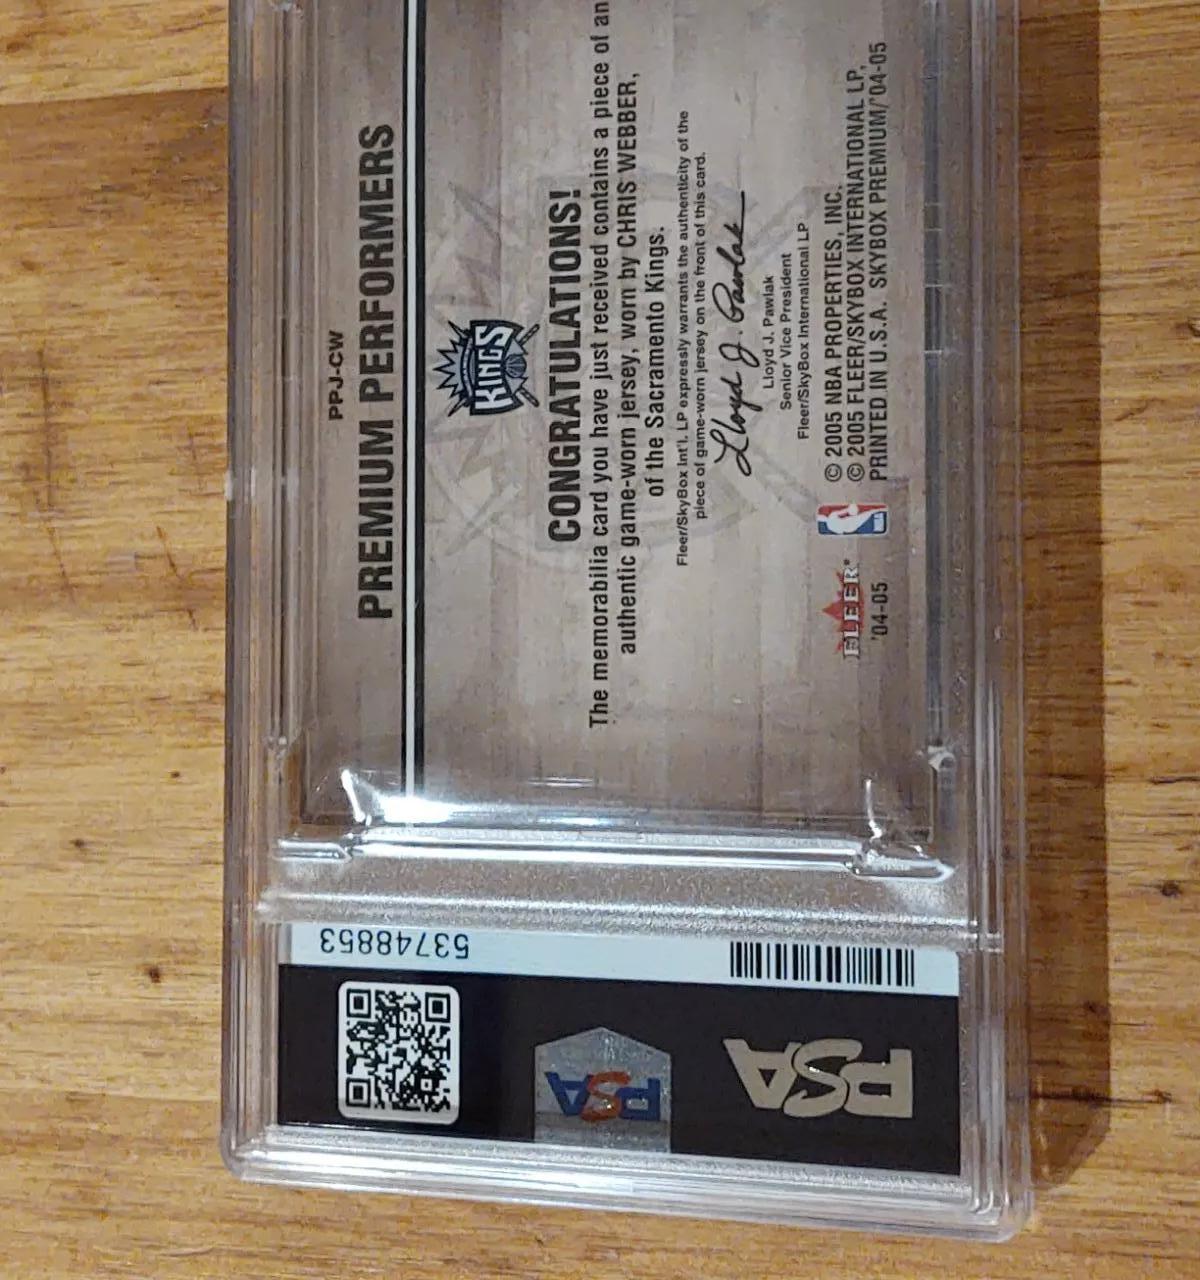 PPJ-CW
PREMIUM PERFORMERS
KINGS
CONGRATULATIONS!
The memorabilia card you have just received contains a piece of an
authentic game-worn jersey, worn by CHRIS WEBBER,
of the Sacramento Kings.
Fleer/SkyBox Int'l. LP expressly warrants the authenticity of the
piece of game-worn jersey on the front of this card.
Lloyd J. Pawlak
Lloyd J. Pawlak
Senior Vice President
Fleer/SkyBox International LP
FLEER
'04-05
NBA
© 2005 NBA PROPERTIES, INC.
© 2005 FLEER/SKYBOX INTERNATIONAL LP,
PRINTED IN U.S.A. SKYBOX PREMIUM/'04-05
53748853
PSA
PSA